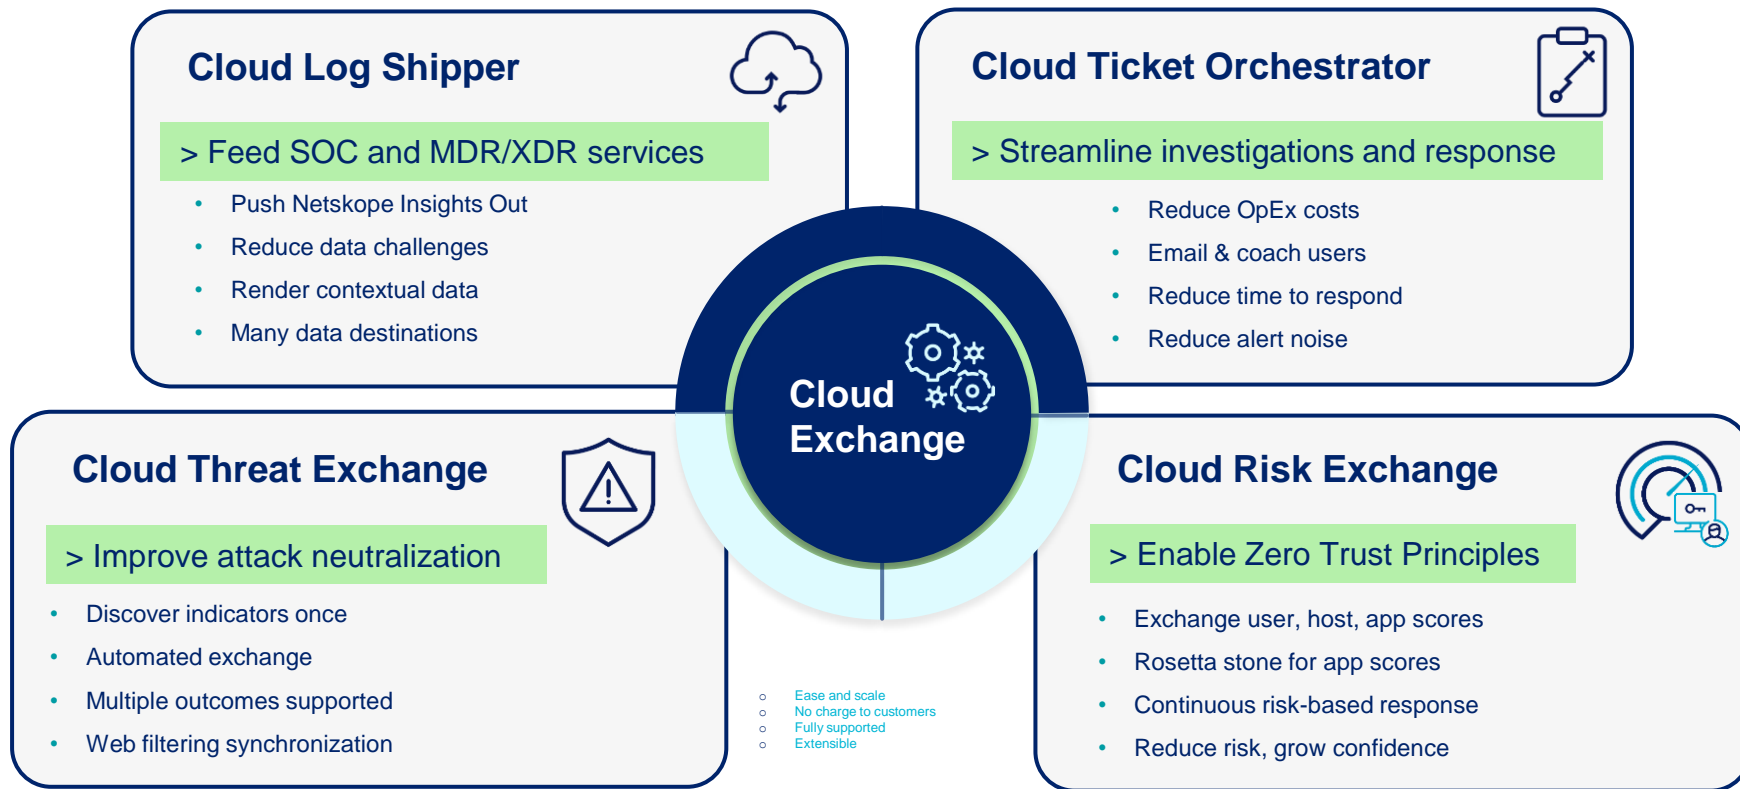 Cloud Log Shipper
> Feed SOC and MDR/XDR services
• Push Netskope Insights Out
• Reduce data challenges
• Render contextual data
• Many data destinations
Cloud Ticket Orchestrator
> Streamline investigations and response
• Reduce OpEx costs
• Email & coach users
• Reduce time to respond
• Reduce alert noise
Cloud
Exchange
Cloud Threat Exchange
> Improve attack neutralization
• Discover indicators once
• Automated exchange
• Multiple outcomes supported
• Web filtering synchronization
o Ease and scale
o No charge to customers
o Fully supported
o Extensible
Cloud Risk Exchange
> Enable Zero Trust Principles
• Exchange user, host, app scores
• Rosetta stone for app scores
• Continuous risk-based response
• Reduce risk, grow confidence